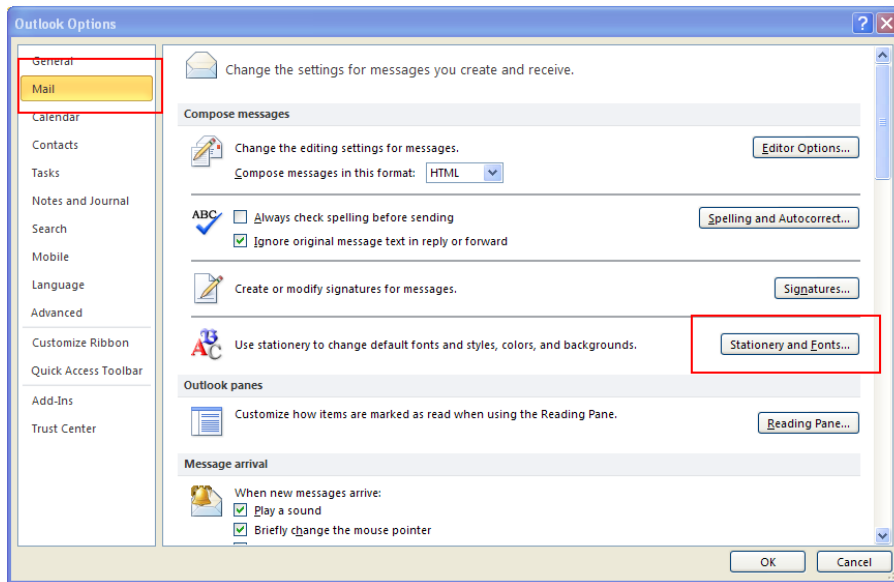 Outlook Options
General
Mail
Calendar
Contacts
Tasks
Notes and Journal
Search
Mobile
Language
Advanced
Customize Ribbon
Quick Access Toolbar
Add-Ins
Trust Center
Change the settings for messages you create and receive.
Compose messages
Change the editing settings for messages.
Editor Options...
Compose messages in this format: HTML
ABC
Always check spelling before sending
Spelling and Autocorrect...
Ignore original message text in reply or forward
Create or modify signatures for messages.
Signatures...
Use stationery to change default fonts and styles, colors, and backgrounds.
Stationery and Fonts...
Outlook panes
Customize how items are marked as read when using the Reading Pane.
Reading Pane...
Message arrival
When new messages arrive:
Play a sound
Briefly change the mouse pointer
OK
Cancel